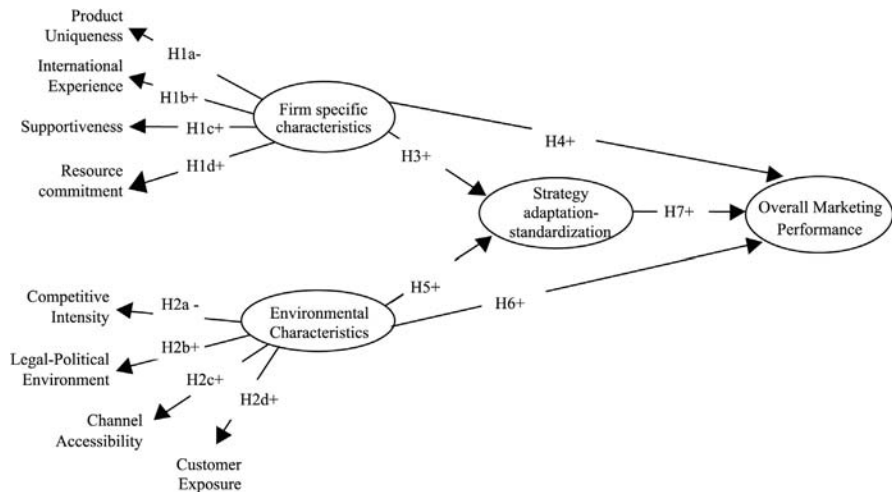 Product
Uniqueness
H1a-
International
Experience
H1b+
Supportiveness
H1c+
Resource
commitment
H1d+
Firm specific
characteristics
H4+
H3+
Strategy
adaptation-
standardization
H7+
Overall Marketing
Performance
H5+
H6+
Competitive
Intensity
H2a -
Environmental
Characteristics
Legal-Political
Environment
H2b+
H2c+
Channel
Accessibility
H2d+
Customer
Exposure